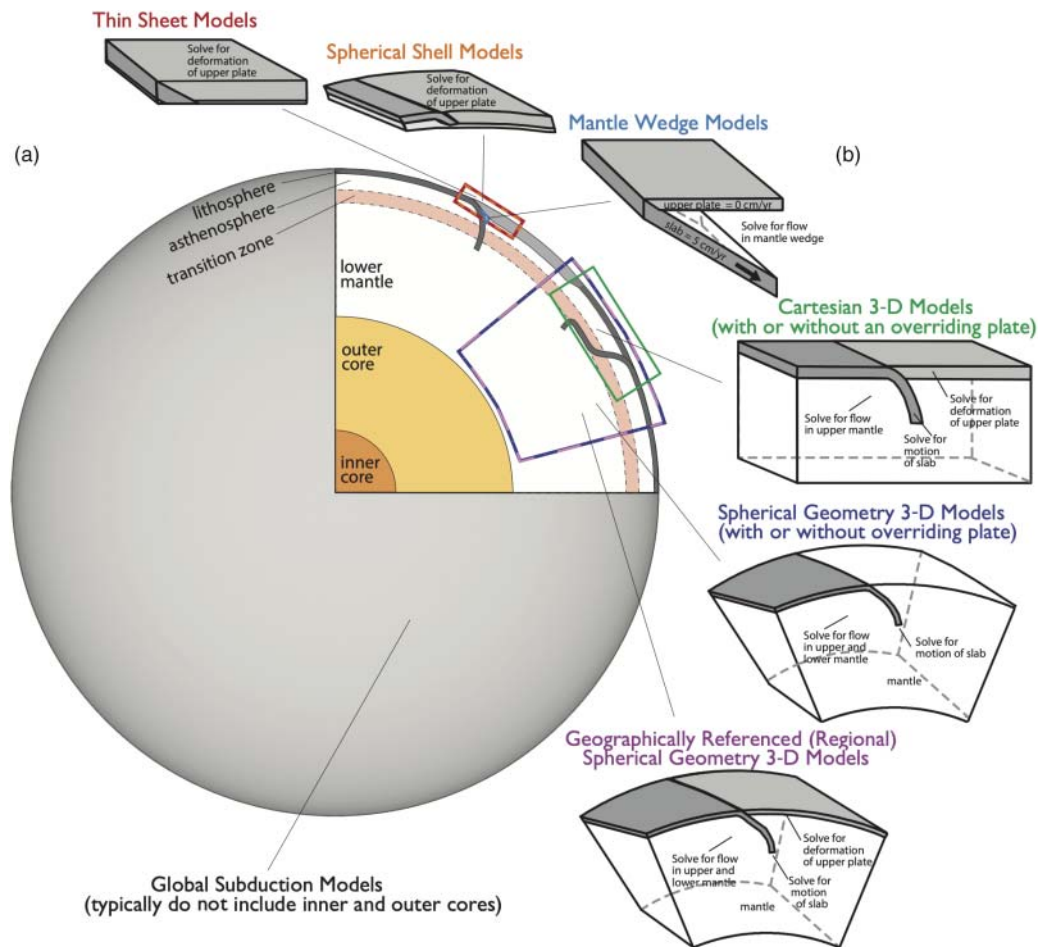 Thin Sheet Models
Solve for
deformation
of upper plate
Spherical Shell Models
Solve for
deformation
of upper plate
Mantle Wedge Models
upper plate = 0 cm/yr
slab = 5 cm/yr
Solve for flow
in mantle wedge
(a)
(b)
lithosphere
asthenosphere
transition zone
lower
mantle
outer
core
inner
core
Cartesian 3-D Models
(with or without an overriding plate)
Solve for flow
in upper mantle
Solve for
deformation
of upper plate
Solve for
motion
of slab
Spherical Geometry 3-D Models
(with or without overriding plate)
Solve for flow
in upper and
lower mantle
Solve for
motion of slab
mantle
Geographically Referenced (Regional)
Spherical Geometry 3-D Models
Solve for flow
in upper and
lower mantle
Solve for
deformation
of upper plate
Solve for
motion
of slab
mantle
Global Subduction Models
(typically do not include inner and outer cores)